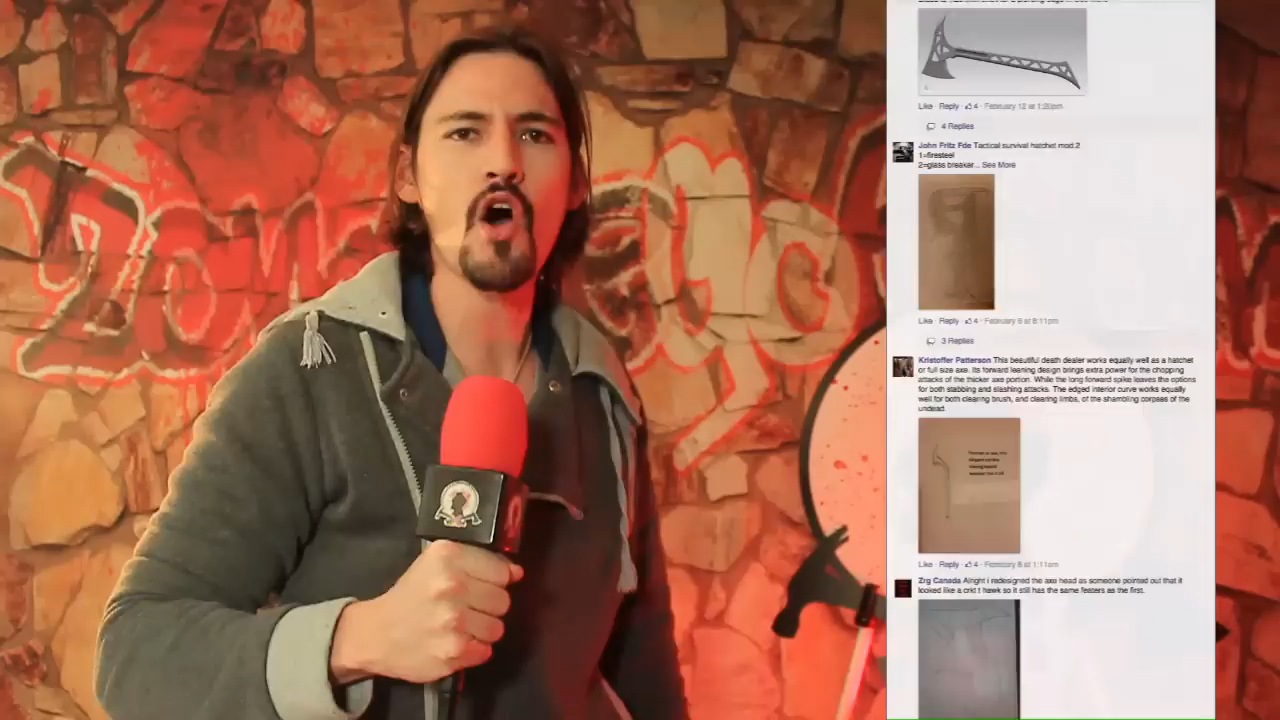 Like · Reply · 4 · February 12 at 1:20pm
4 Replies
John Fritz Fde Tactical survival hatchet mod.2
1=firesteel
2=glass breaker... See More
Like · Reply · 4 · February 8 at 8:11pm
3 Replies
Kristoffer Patterson This beautiful death dealer works equally well as a hatchet
or full size axe. Its forward leening design brings extra power for the chopping
attacks of the thicker axe portion. While the long forward spike leaves the options
for both stabbing and slashing attacks. The edged interior curve works equally
well for both clearing brush, and clearing limbs, of the shambling corpses of the
undead.
Like · Reply · 4 · February 8 at 1:11am
Zrg Canada Alright i redesigned the axe head as someone pointed out that it
looked like a crkt t hawk so it still has the same featers as the first.